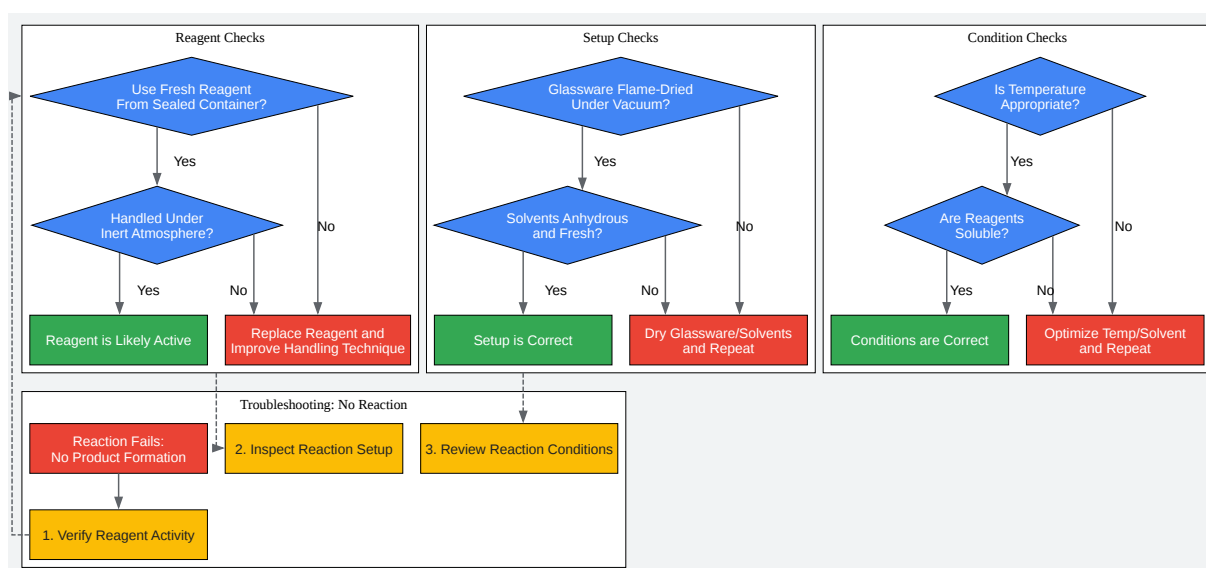 Reagent Checks
Use Fresh Reagent
From Sealed Container?
Yes
No
Handled Under
Inert Atmosphere?
Yes
No
Reagent is Likely Active
Replace Reagent and
Improve Handling Technique
Setup Checks
Glassware Flame-Dried
Under Vacuum?
Yes
No
Solvents Anhydrous
and Fresh?
Yes
No
Setup is Correct
Dry Glassware/Solvents
and Repeat
Condition Checks
Is Temperature
Appropriate?
Yes
No
Are Reagents
Soluble?
Yes
No
Conditions are Correct
Optimize Temp/Solvent
and Repeat
Troubleshooting: No Reaction
Reaction Fails:
No Product Formation
2. Inspect Reaction Setup
3. Review Reaction Conditions
1. Verify Reagent Activity